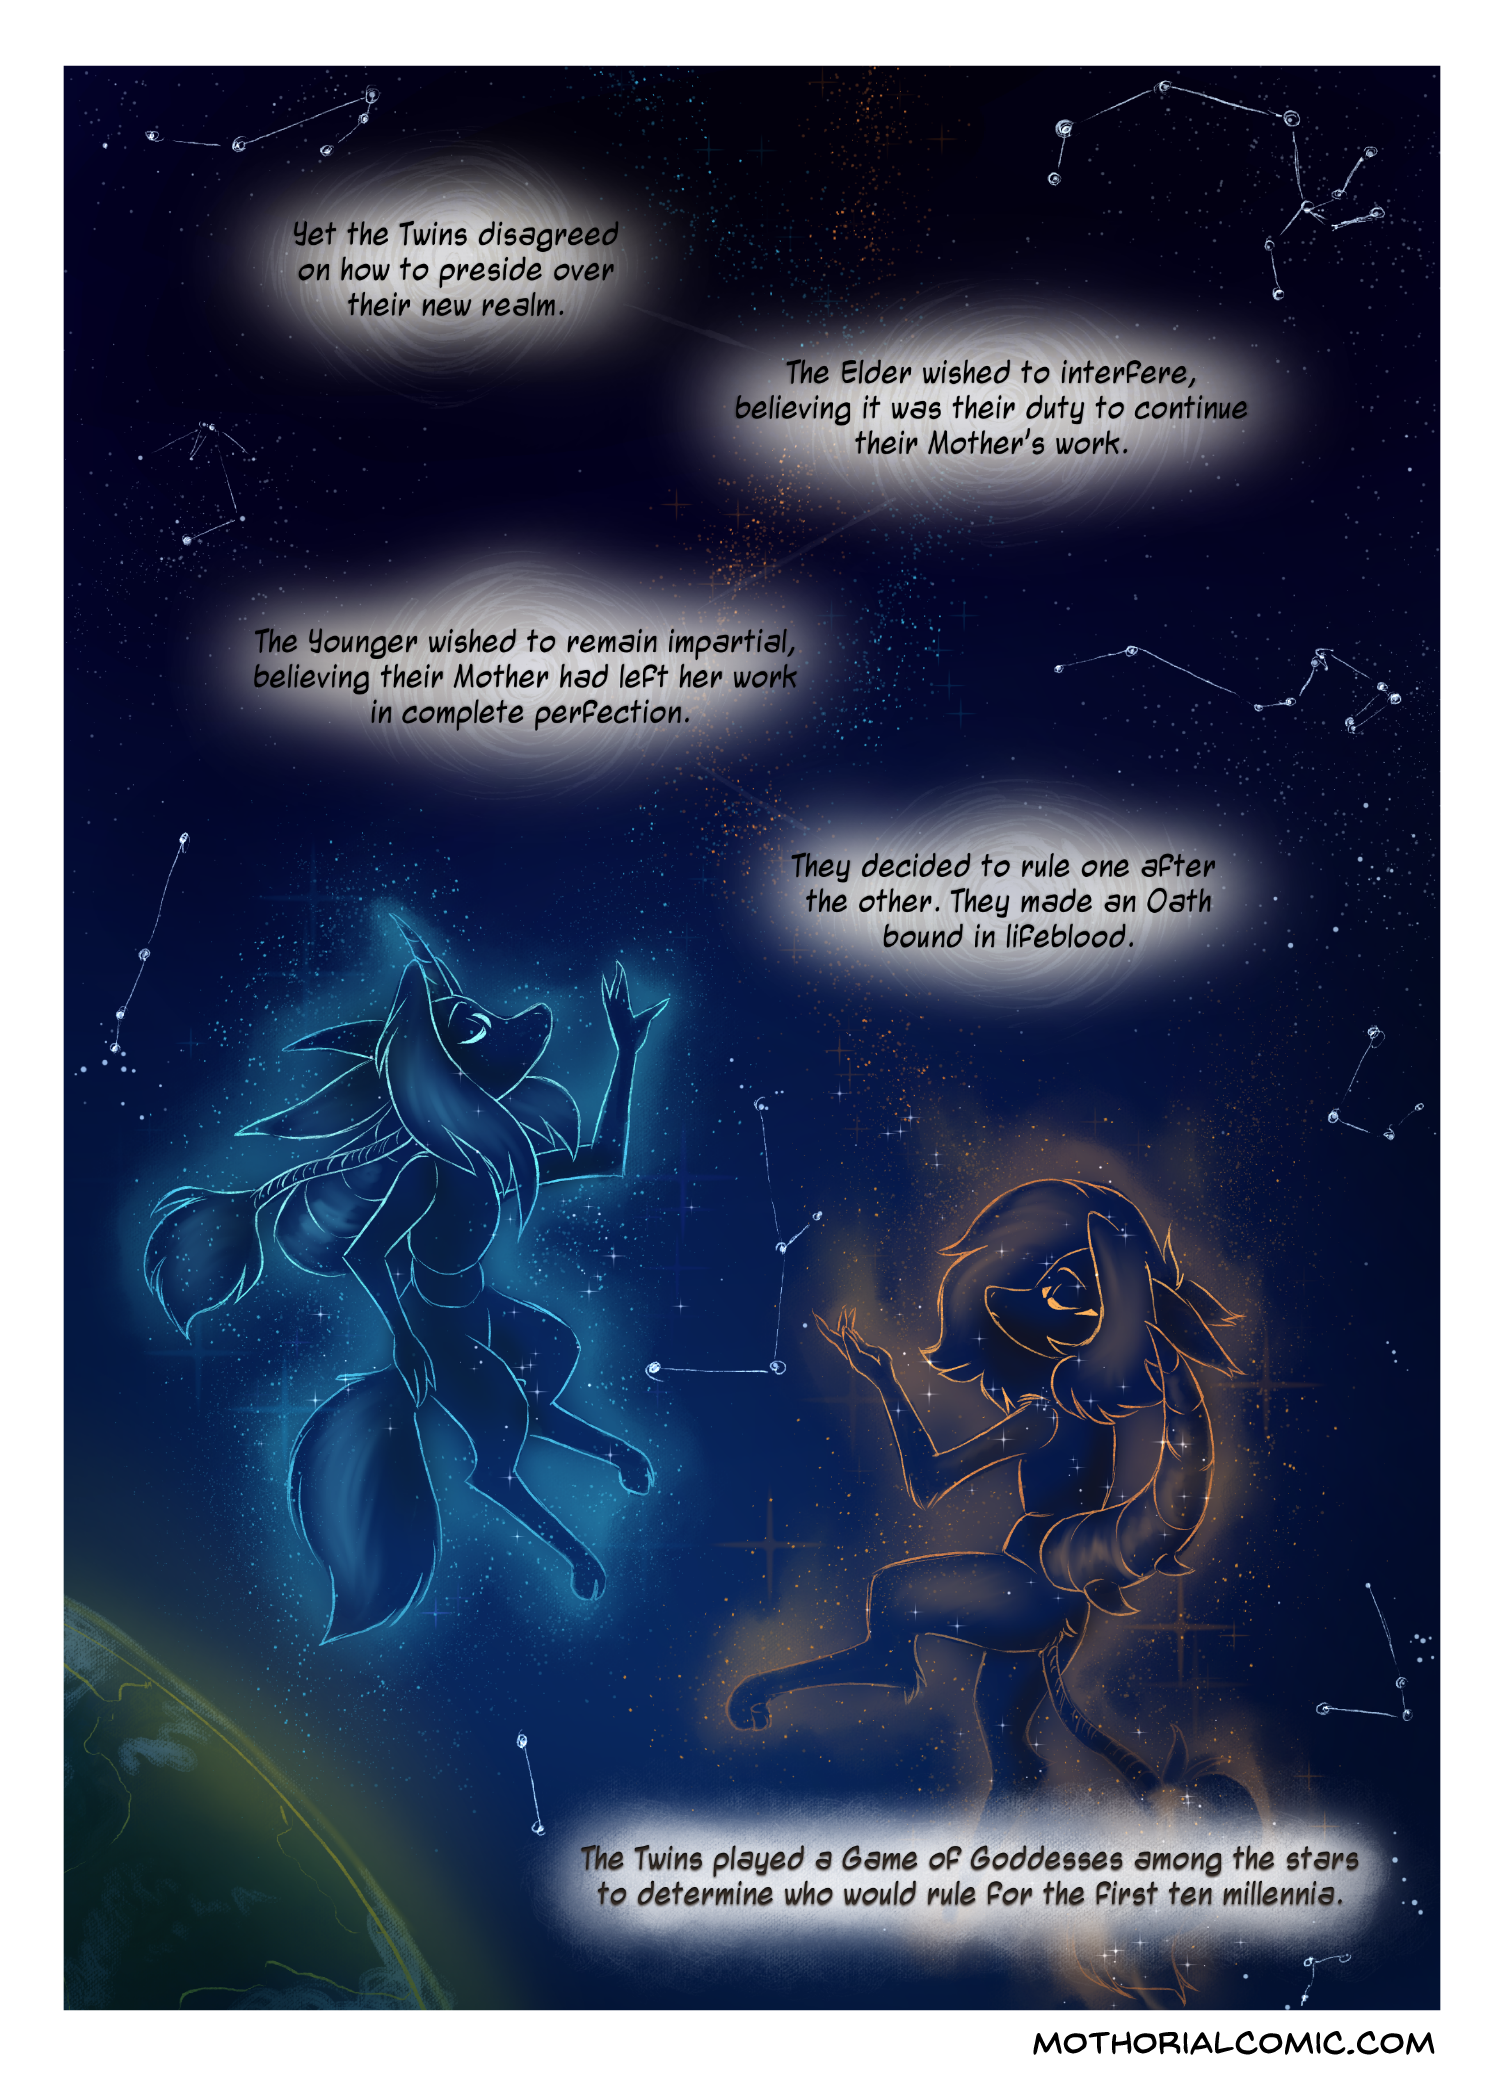 Yet the Twins disagreed
on how to preside over
their new realm.
The Elder wished to interfere,
believing it was their duty to continue
their Mother's work.
The Younger wished to remain impartial,
believing their Mother had left her work
in complete perfection.
They decided to rule one after
the other. They made an Oath
bound in lifeblood.
The Twins played a Game of Goddesses among the stars
to determine who would rule for the first ten millennia.
MOTHORIALCOMIC.COM